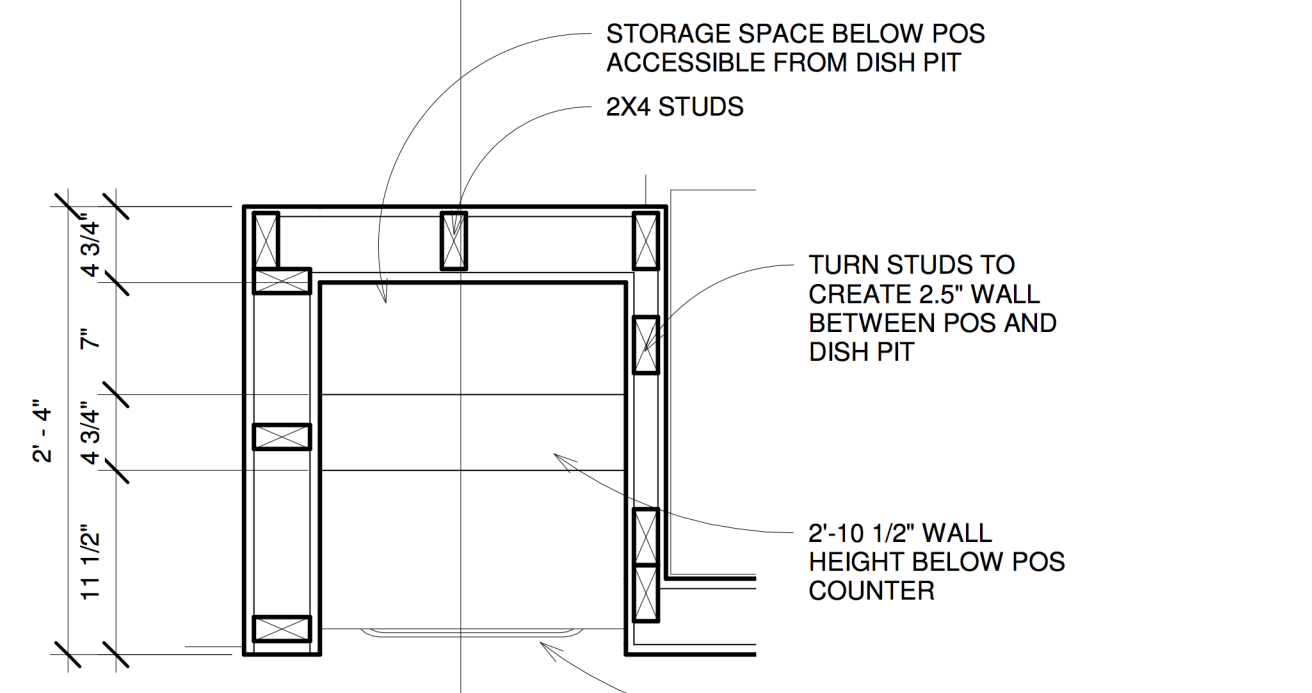 STORAGE SPACE BELOW POS
ACCESSIBLE FROM DISH PIT
2X4 STUDS
TURN STUDS TO
CREATE 2.5" WALL
BETWEEN POS AND
DISH PIT
2'-10 1/2" WALL
HEIGHT BELOW POS
COUNTER
4 3/4"
7"
4 3/4"
11 1/2"
2' - 4"